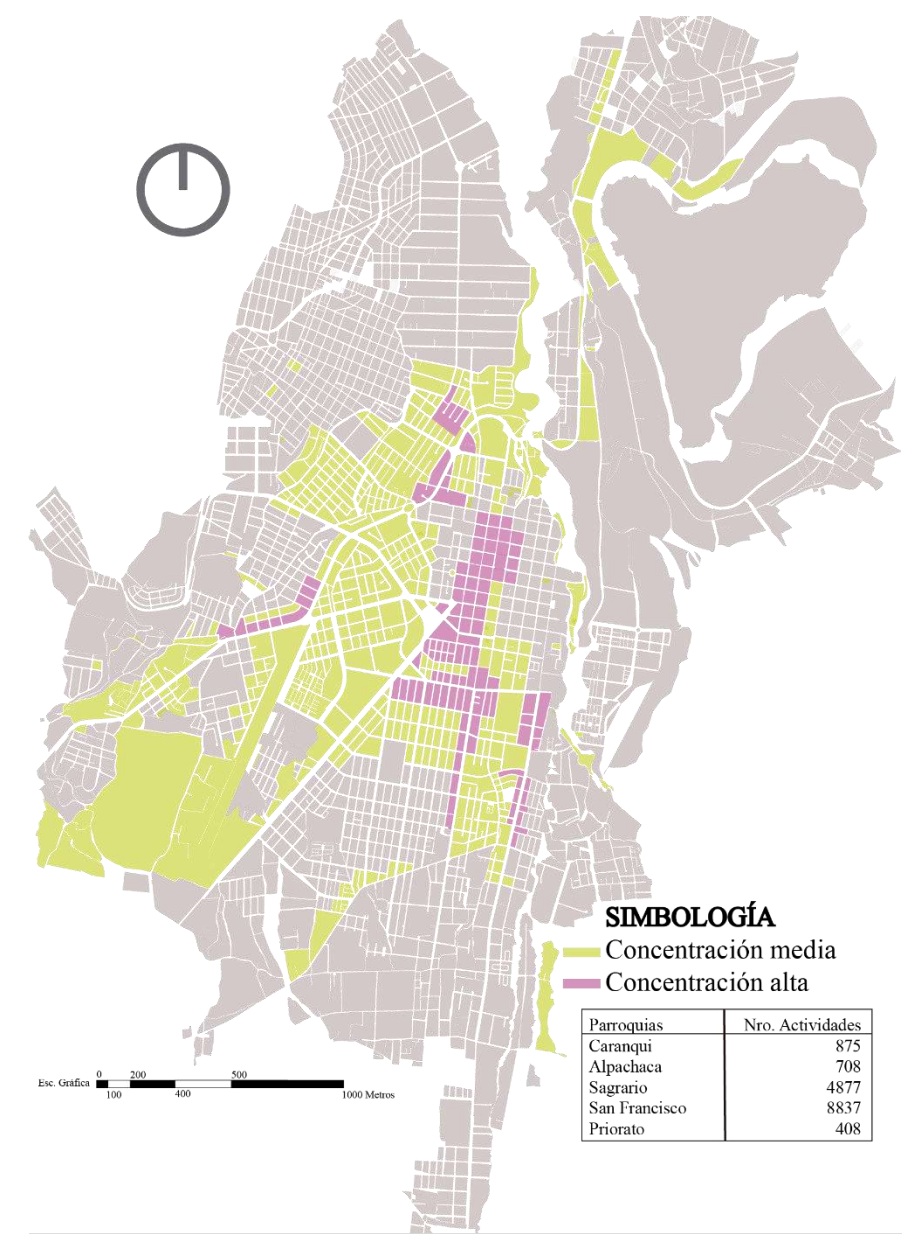 SIMBOLOGÍA
Concentración media
Concentración alta
Parroquias Nro. Actividades
Caranqui 875
Alpachaca 708
Sagrario 4877
San Francisco 8837
Priorato 408
0 200 500
Esc. Gráfica
100 400 1000 Metros